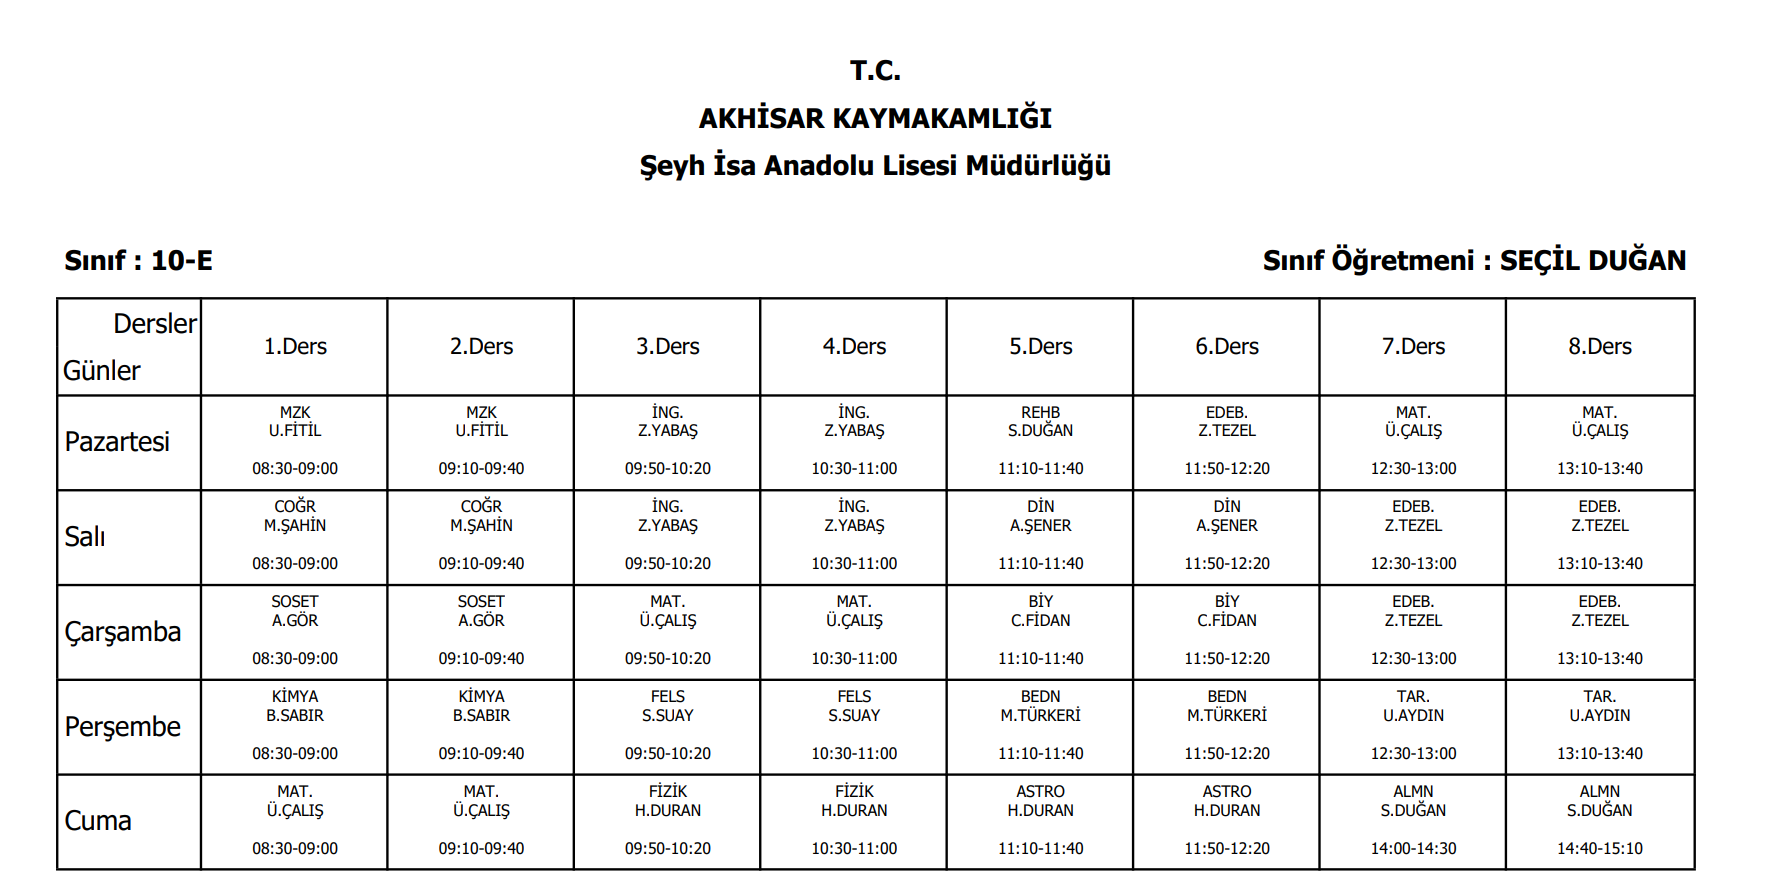 T.C.
AKHİSAR KAYMAKAMLIĞI
Şeyh İsa Anadolu Lisesi Müdürlüğü
Sınıf : 10-E
Sınıf Öğretmeni : SEÇİL DUĞAN
Dersler
Günler
1.Ders 2.Ders 3.Ders 4.Ders 5.Ders 6.Ders 7.Ders 8.Ders
Pazartesi
MZK MZK İNG. İNG. REHB EDEB. MAT. MAT.
U.FİTİL U.FİTİL Z.YABAŞ Z.YABAŞ S.DUĞAN Z.TEZEL Ü.ÇALIŞ Ü.ÇALIŞ
08:30-09:00 09:10-09:40 09:50-10:20 10:30-11:00 11:10-11:40 11:50-12:20 12:30-13:00 13:10-13:40
Salı
COĞR COĞR İNG. İNG. DİN DİN EDEB. EDEB.
M.ŞAHİN M.ŞAHİN Z.YABAŞ Z.YABAŞ A.ŞENER A.ŞENER Z.TEZEL Z.TEZEL
08:30-09:00 09:10-09:40 09:50-10:20 10:30-11:00 11:10-11:40 11:50-12:20 12:30-13:00 13:10-13:40
Çarşamba
SOSET SOSET MAT. MAT. BİY BİY EDEB. EDEB.
A.GÖR A.GÖR Ü.ÇALIŞ Ü.ÇALIŞ C.FİDAN C.FİDAN Z.TEZEL Z.TEZEL
08:30-09:00 09:10-09:40 09:50-10:20 10:30-11:00 11:10-11:40 11:50-12:20 12:30-13:00 13:10-13:40
Perşembe
KİMYA KİMYA FELS FELS BEDN BEDN TAR. TAR.
B.SABIR B.SABIR S.SUAY S.SUAY M.TÜRKERİ M.TÜRKERİ U.AYDIN U.AYDIN
08:30-09:00 09:10-09:40 09:50-10:20 10:30-11:00 11:10-11:40 11:50-12:20 12:30-13:00 13:10-13:40
Cuma
MAT. MAT. FİZİK FİZİK ASTRO ASTRO ALMN ALMN
Ü.ÇALIŞ Ü.ÇALIŞ H.DURAN H.DURAN H.DURAN H.DURAN S.DUĞAN S.DUĞAN
08:30-09:00 09:10-09:40 09:50-10:20 10:30-11:00 11:10-11:40 11:50-12:20 14:00-14:30 14:40-15:10